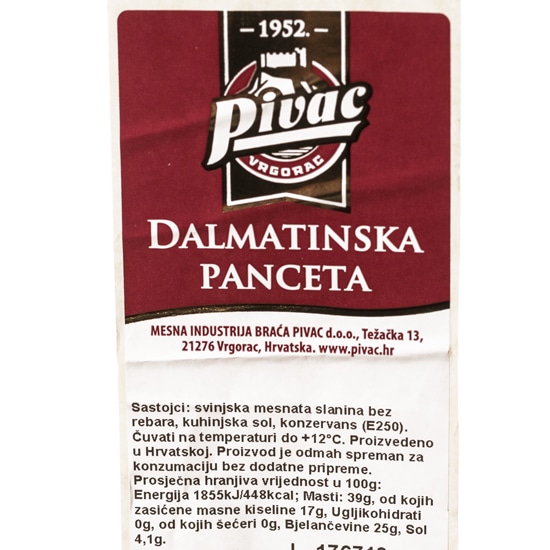 1952.
Pivac
VRGORAC
DALMATINSKA
PANCETA
MESNA INDUSTRIJA BRAĆA PIVAC d.o.o., Težačka 13,
21276 Vrgorac, Hrvatska. www.pivac.hr
Sastojci: svinjska mesnata slanina bez
rebara, kuhinjska sol, konzervans (E250).
Čuvati na temperaturi do +12°C. Proizvedeno
u Hrvatskoj. Proizvod je odmah spreman za
konzumaciju bez dodatne pripreme.
Prosječna hranjiva vrijednost u 100g:
Energija 1855kJ/448kcal; Masti: 39g, od kojih
zasićene masne kiseline 17g, Ugljikohidrati
0g, od kojih šećeri 0g, Bjelančevine 25g, Sol
4,1g.